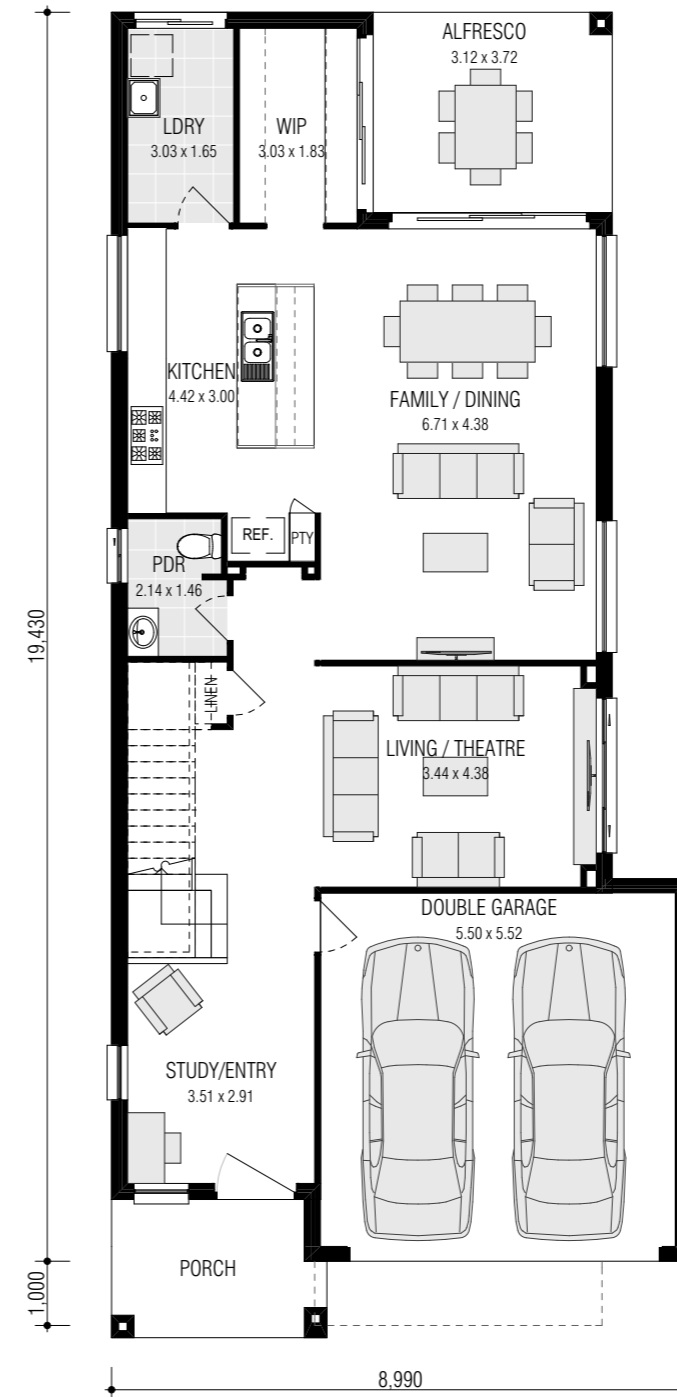 ALFRESCO
3.12 x 3.72
LDRY
3.03 x 1.65
WIP
3.03 x 1.83
KITCHEN
4.42 x 3.00
FAMILY / DINING
6.71 x 4.38
REF.
PTY
PDR
2.14 x 1.46
19,430
LINEN
LIVING / THEATRE
3.44 x 4.38
DOUBLE GARAGE
5.50 x 5.52
STUDY/ENTRY
3.51 x 2.91
PORCH
1,000
8,990